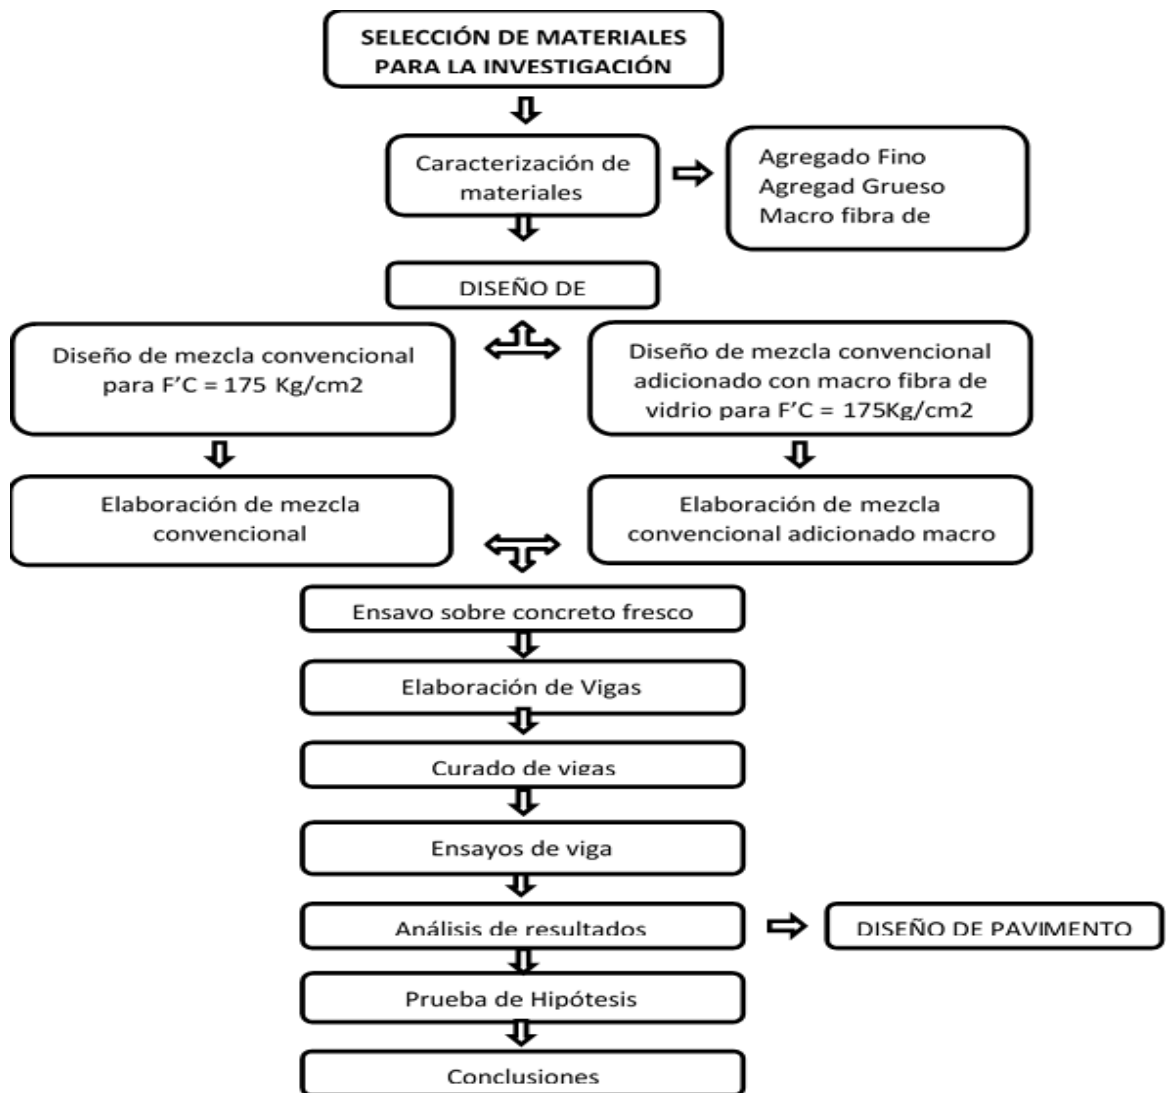 SELECCIÓN DE MATERIALES
PARA LA INVESTIGACIÓN
Caracterización de
materiales
Agregado Fino
Agregad Grueso
Macro fibra de
DISEÑO DE
Diseño de mezcla convencional
para F'C = 175 Kg/cm2
Diseño de mezcla convencional
adicionado con macro fibra de
vidrio para F'C = 175Kg/cm2
Elaboración de mezcla
convencional
Elaboración de mezcla
convencional adicionado macro
Ensayo sobre concreto fresco
Elaboración de Vigas
Curado de vigas
Ensayos de viga
Análisis de resultados
DISEÑO DE PAVIMENTO
Prueba de Hipótesis
Conclusiones